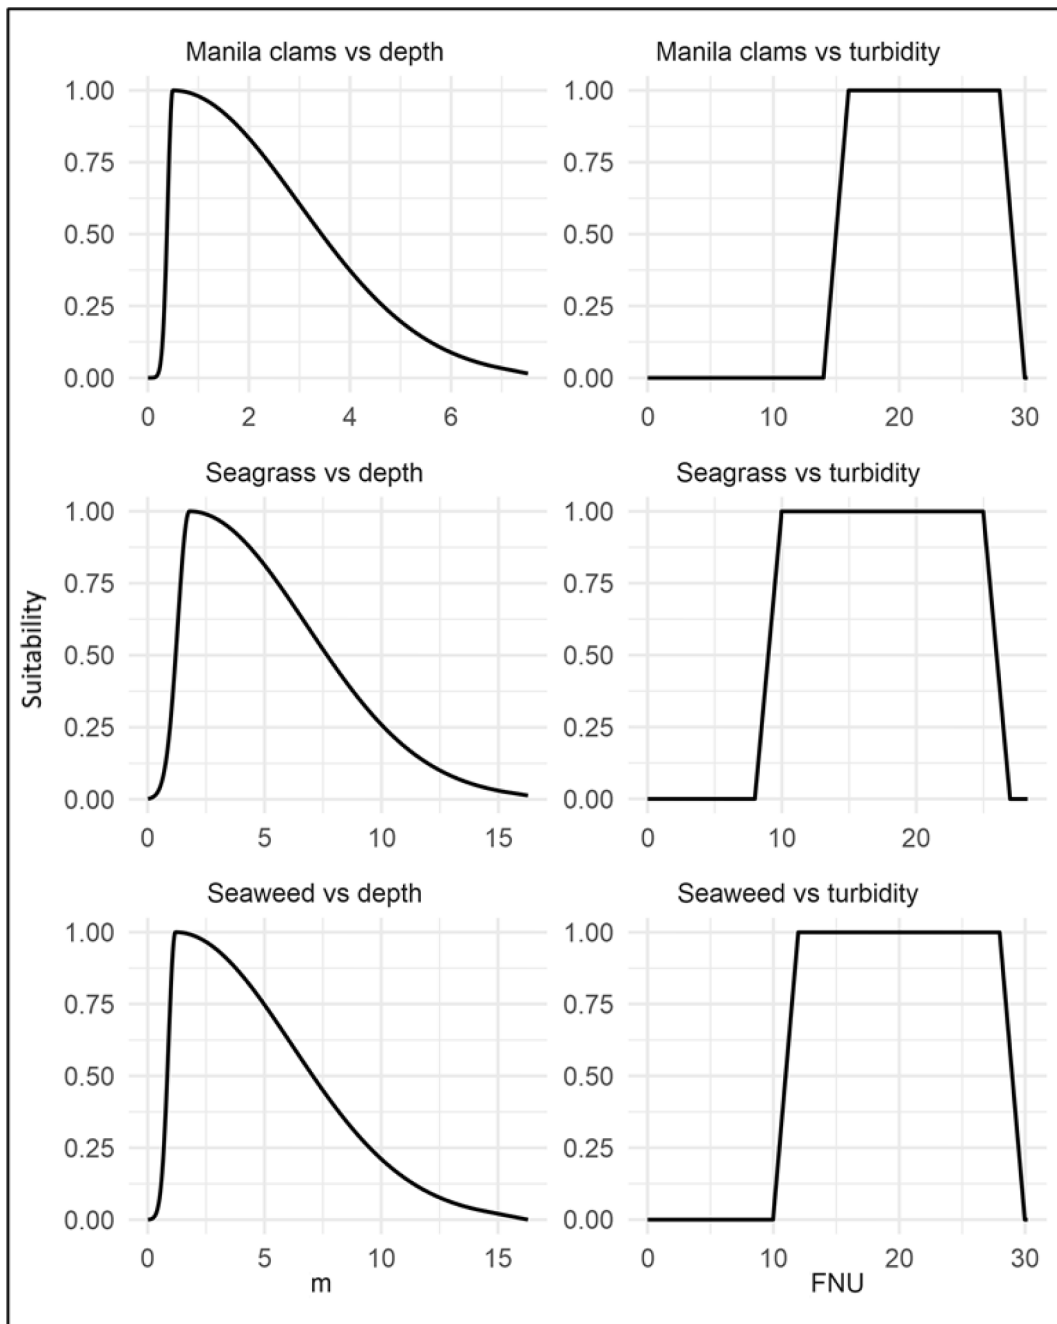 Manila clams vs depth
1.00
0.75
0.50
0.25
0.00
0 2 4 6
Manila clams vs turbidity
1.00
0.75
0.50
0.25
0.00
0 10 20 30
Suitability
Seagrass vs depth
1.00
0.75
0.50
0.25
0.00
0 5 10 15
Seagrass vs turbidity
1.00
0.75
0.50
0.25
0.00
0 10 20
Seaweed vs depth
1.00
0.75
0.50
0.25
0.00
0 5 10 15
m
Seaweed vs turbidity
1.00
0.75
0.50
0.25
0.00
0 10 20 30
FNU